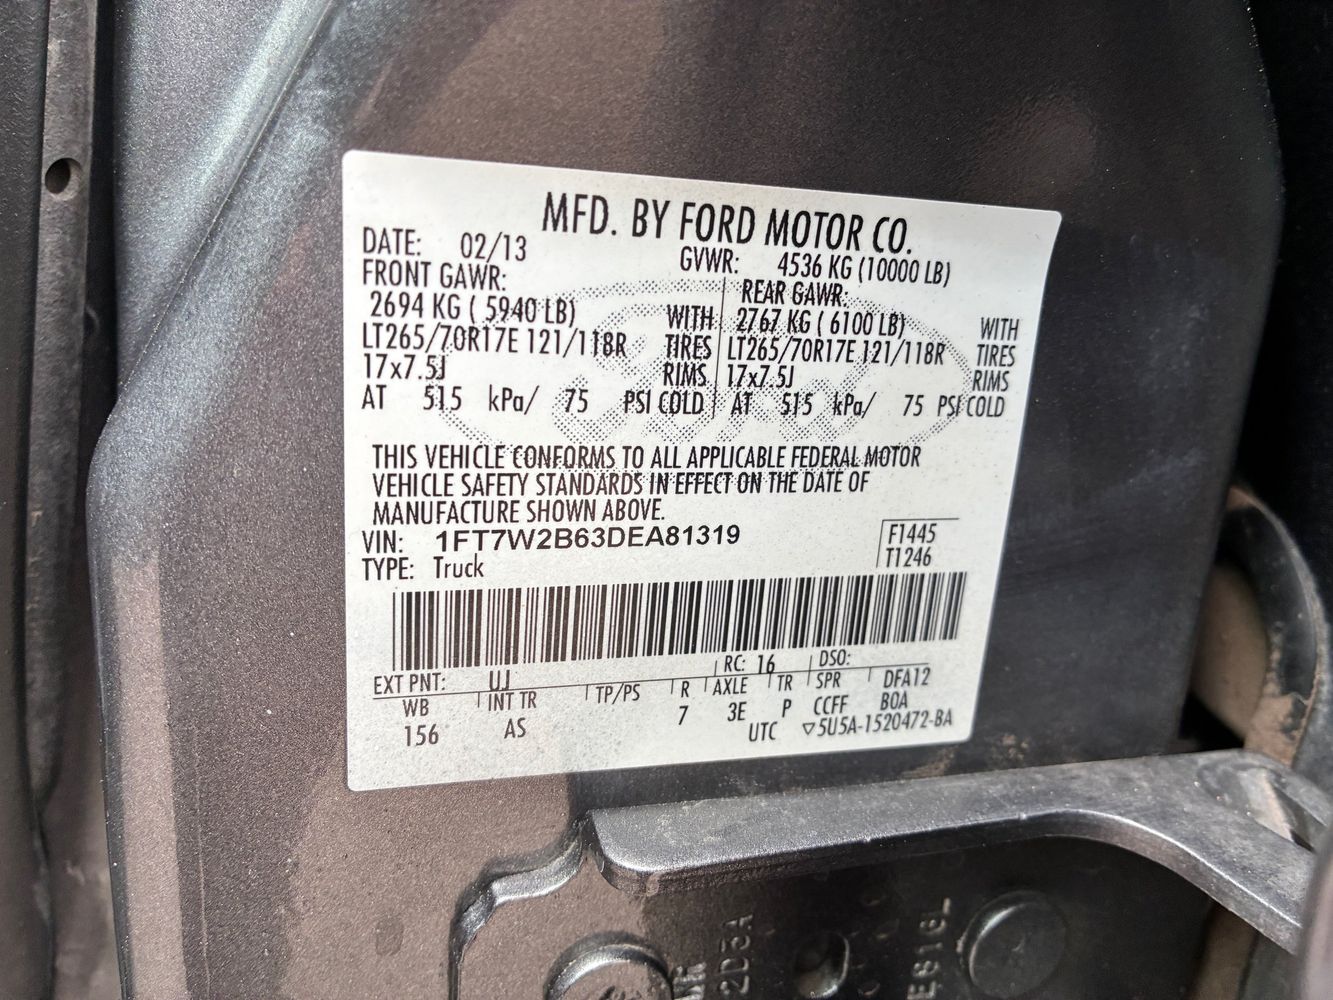 MFD. BY FORD MOTOR CO.
DATE: 02/13 GVWR: 4536 KG (10000 LB)
FRONT GAWR: REAR GAWR:
2694 KG ( 5940 LB) WITH 2767 KG ( 6100 LB) WITH
LT265/70R17E 121/118R TIRES LT265/70R17E 121/118R TIRES
17x7.5J RIMS 17x7.5J RIMS
AT 515 kPa/ 75 PSI COLD AT 515 kPa/ 75 PSI COLD
THIS VEHICLE CONFORMS TO ALL APPLICABLE FEDERAL MOTOR
VEHICLE SAFETY STANDARDS IN EFFECT ON THE DATE OF
MANUFACTURE SHOWN ABOVE.
VIN: 1FT7W2B63DEA81319 F1445
TYPE: Truck T1246
EXT PNT: UJ RC: 16 DSO:
WB INT TR TP/PS R AXLE TR SPR DFA12
156 AS 7 3E P CCFF BOA
UTC ▽5U5A-1520472-BA
2D5A